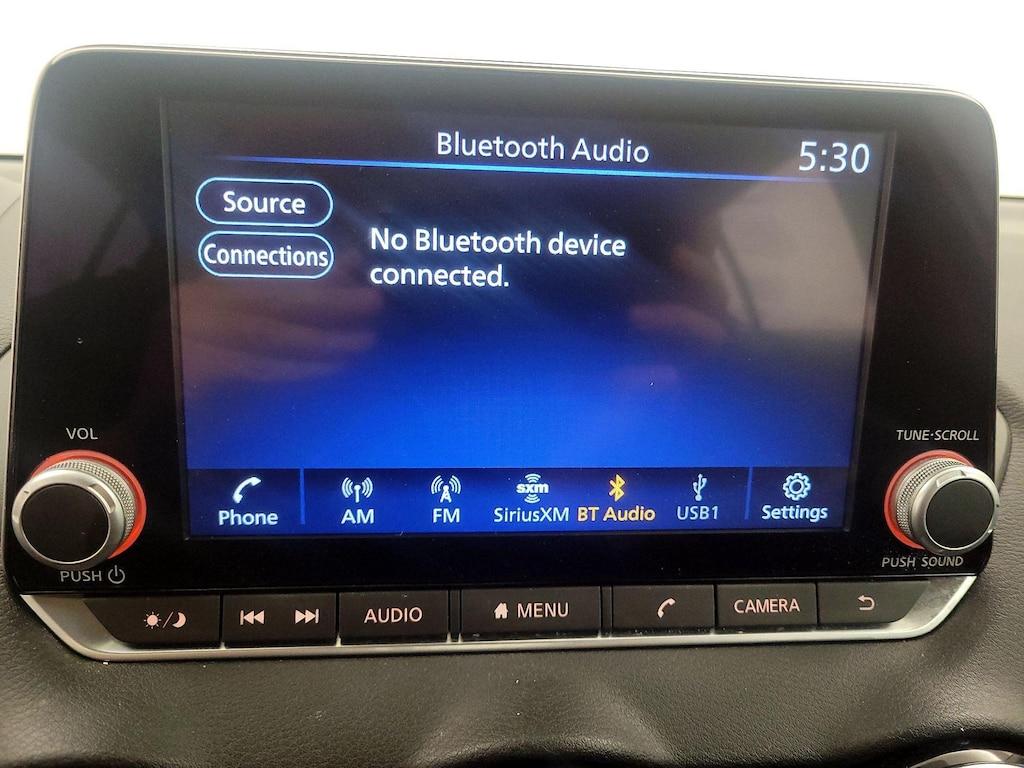 Bluetooth Audio
5:30
Source
Connections
No Bluetooth device
connected.
VOL
TUNE·SCROLL
Phone
AM
FM
sxm
SiriusXM
BT Audio
USB1
Settings
PUSH
PUSH SOUND
AUDIO
MENU
CAMERA